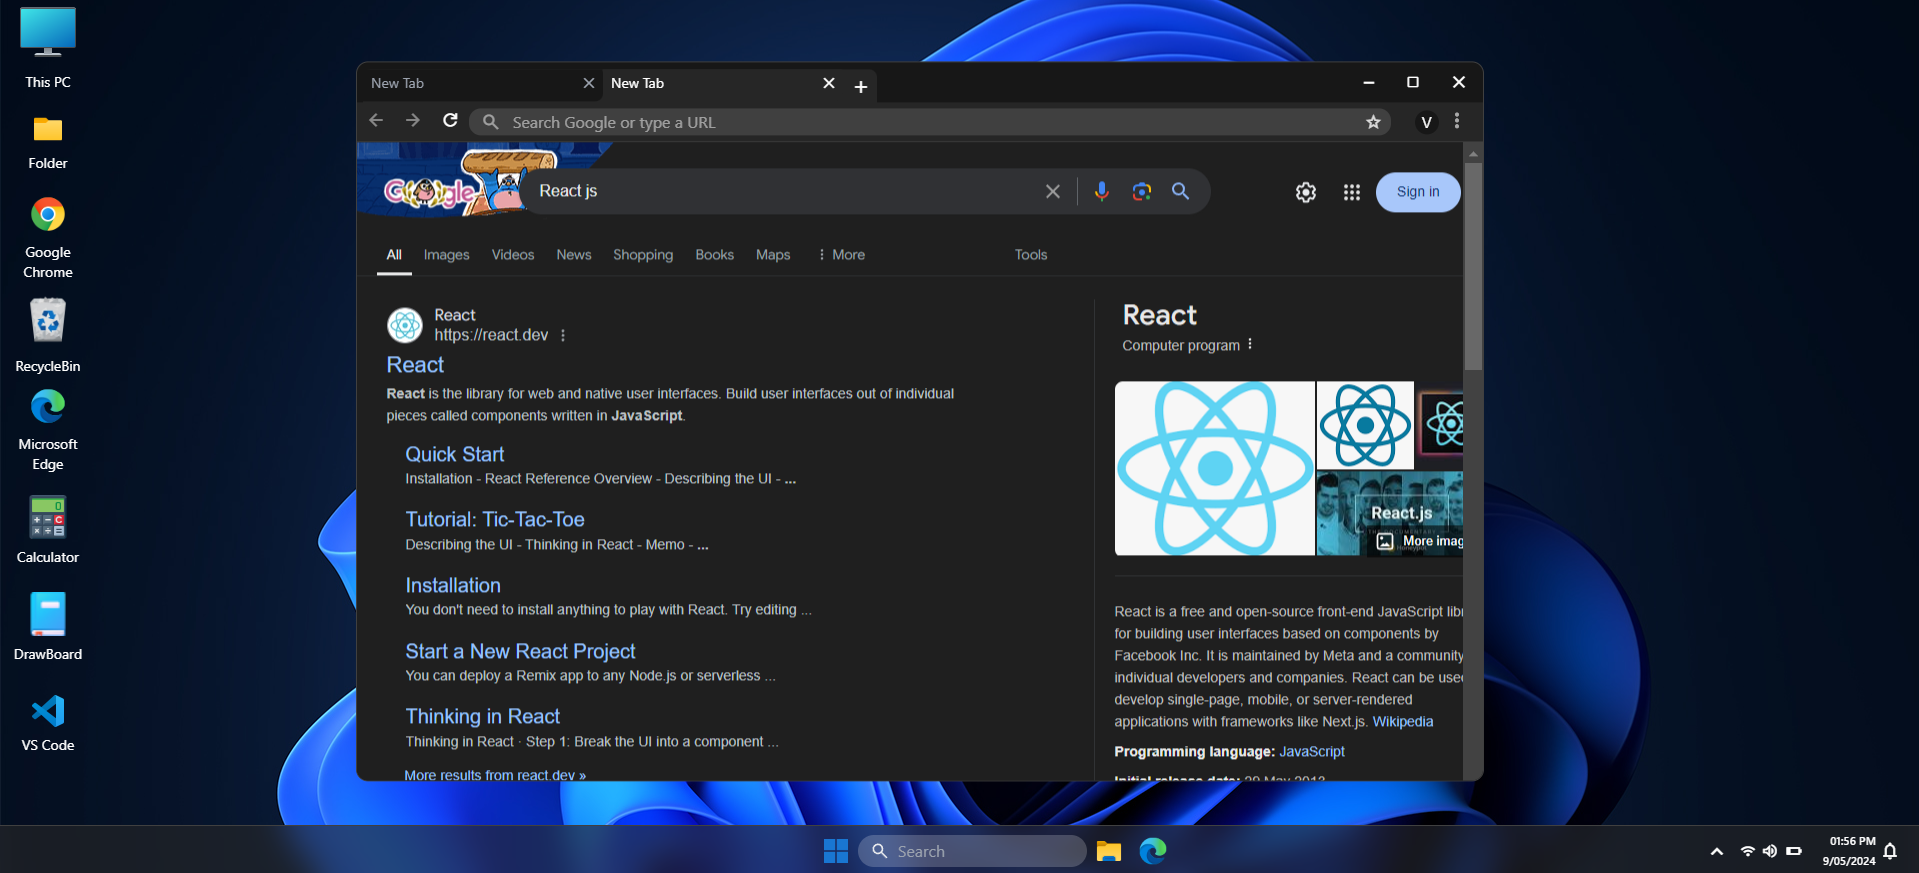 This PC
Folder
Google
Chrome
RecycleBin
Microsoft
Edge
0
Calculator
DrawBoard
VS Code
New Tab
New Tab
Search Google or type a URL
V
Google
React js
Sign in
All
Images
Videos
News
Shopping
Books
Maps
More
Tools
React
https://react.dev
React
React is the library for web and native user interfaces. Build user interfaces out of individual
pieces called components written in JavaScript.
Quick Start
Installation - React Reference Overview - Describing the UI - ...
Tutorial: Tic-Tac-Toe
Describing the UI - Thinking in React - Memo - ...
Installation
You don't need to install anything to play with React. Try editing ...
Start a New React Project
You can deploy a Remix app to any Node.js or serverless ...
Thinking in React
Thinking in React · Step 1: Break the UI into a component ...
More results from react.dev »
React
Computer program
React.js
More imag
React is a free and open-source front-end JavaScript libr
for building user interfaces based on components by
Facebook Inc. It is maintained by Meta and a community
individual developers and companies. React can be used
develop single-page, mobile, or server-rendered
applications with frameworks like Next.js. Wikipedia
Programming language: JavaScript
Initial release date: 29 May 2013
Search
01:56 PM
9/05/2024